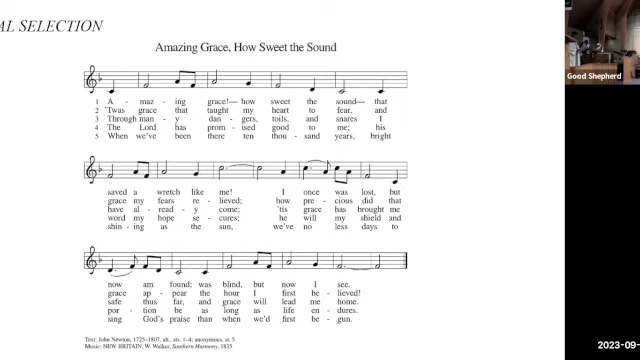 AL SELECTION
Amazing Grace, How Sweet the Sound
Good Shepherd
1 A - maz - ing grace!— how sweet the sound— that
2 'Twas grace that taught my heart to fear, and
3 Through man - y dan - gers, toils, and snares I
4 The Lord has prom - ised good to me; his
5 When we've been there ten thou - sand years, bright
saved a wretch like me! I once was lost, but
grace my fears re - lieved; how pre - cious did that
have al - read - y come; 'tis grace has brought me
word my hope se - cures; he will my shield and
shin - ing as the sun, we've no less days to
now am found; was blind, but now I see.
grace ap - pear the hour I first be - lieved!
safe thus far, and grace will lead me home.
por - tion be as long as life en - dures.
sing God's praise than when we'd first be - gun.
Text: John Newton, 1725–1807, alt., sts. 1–4; anonymous, st. 5
Music: NEW BRITAIN, W. Walker, Southern Harmony, 1835
2023-09-